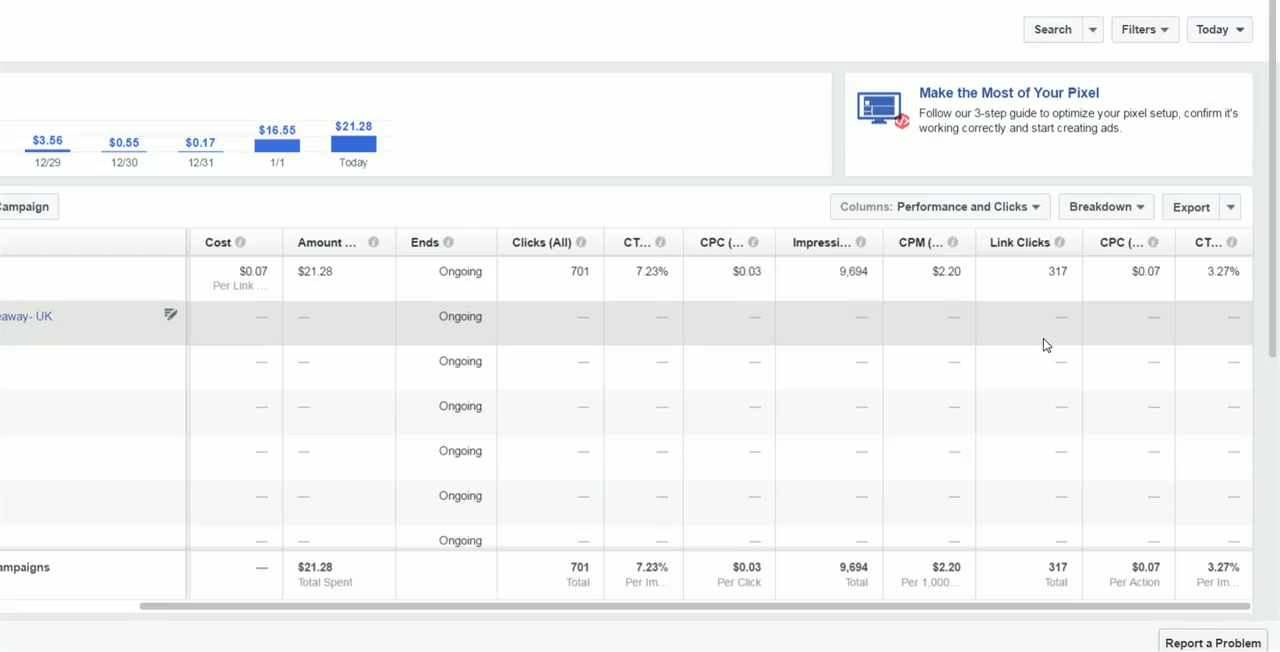 Search Filters Today
Make the Most of Your Pixel
Follow our 3-step guide to optimize your pixel setup, confirm it's
working correctly and start creating ads.
$3.56 $0.55 $0.17 $16.55 $21.28
12/29 12/30 12/31 1/1 Today
Campaign Columns: Performance and Clicks Breakdown Export
Cost Amount ... Ends Clicks (All) CT... CPC (... Impressi... CPM (... Link Clicks CPC (... CT...
$0.07 $21.28 Ongoing 701 7.23% $0.03 9,694 $2.20 317 $0.07 3.27%
Per Link ...
eaway- UK — — Ongoing — — — — — — — —
— — Ongoing — — — — — — — —
— — Ongoing — — — — — — — —
— — Ongoing — — — — — — — —
— — Ongoing — — — — — — — —
— — Ongoing — — — — — — — —
ampaigns — $21.28 701 7.23% $0.03 9,694 $2.20 317 $0.07 3.27%
Total Spent Total Per Im... Per Click Total Per 1,000... Total Per Action Per Im...
Report a Problem